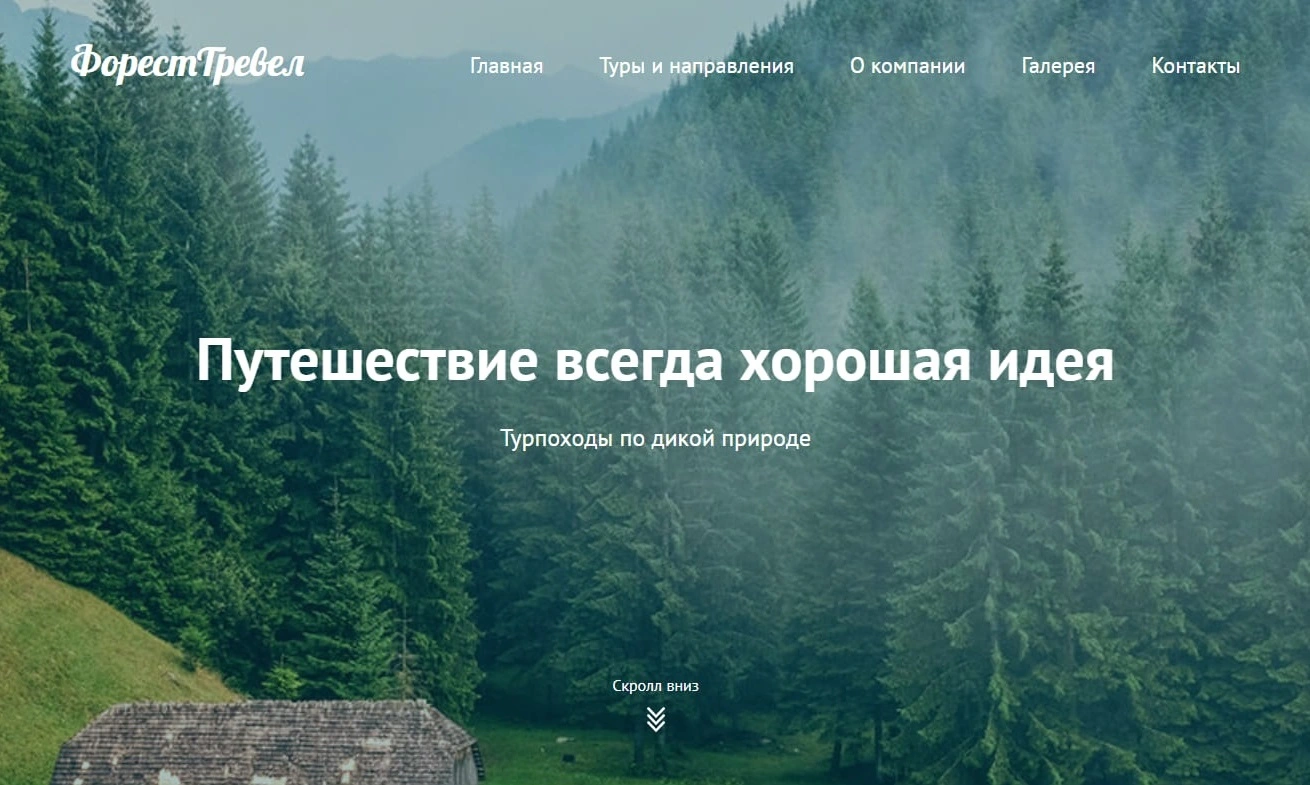 ФорестТревел
Главная Туры и направления О компании Галерея Контакты
Путешествие всегда хорошая идея
Турпоходы по дикой природе
Скролл вниз